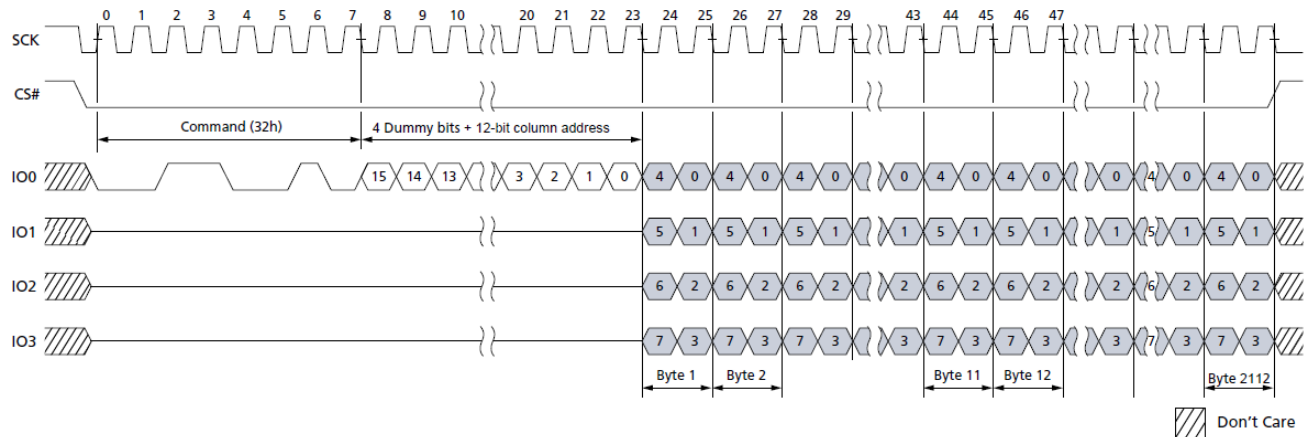 0 1 2 3 4 5 6 7 8 9 10 20 21 22 23 24 25 26 27 28 29 43 44 45 46 47
SCK
CS#
Command (32h) 4 Dummy bits + 12-bit column address
IO0 15 14 13 3 2 1 0 4 0 4 0 4 0 0 4 0 4 0 0 4 0 4 0
IO1 5 1 5 1 5 1 1 5 1 5 1 1 5 1 5 1
IO2 6 2 6 2 6 2 2 6 2 6 2 2 6 2 6 2
IO3 7 3 7 3 7 3 3 7 3 7 3 3 7 3 7 3
Byte 1 Byte 2 Byte 11 Byte 12 Byte 2112
Don't Care